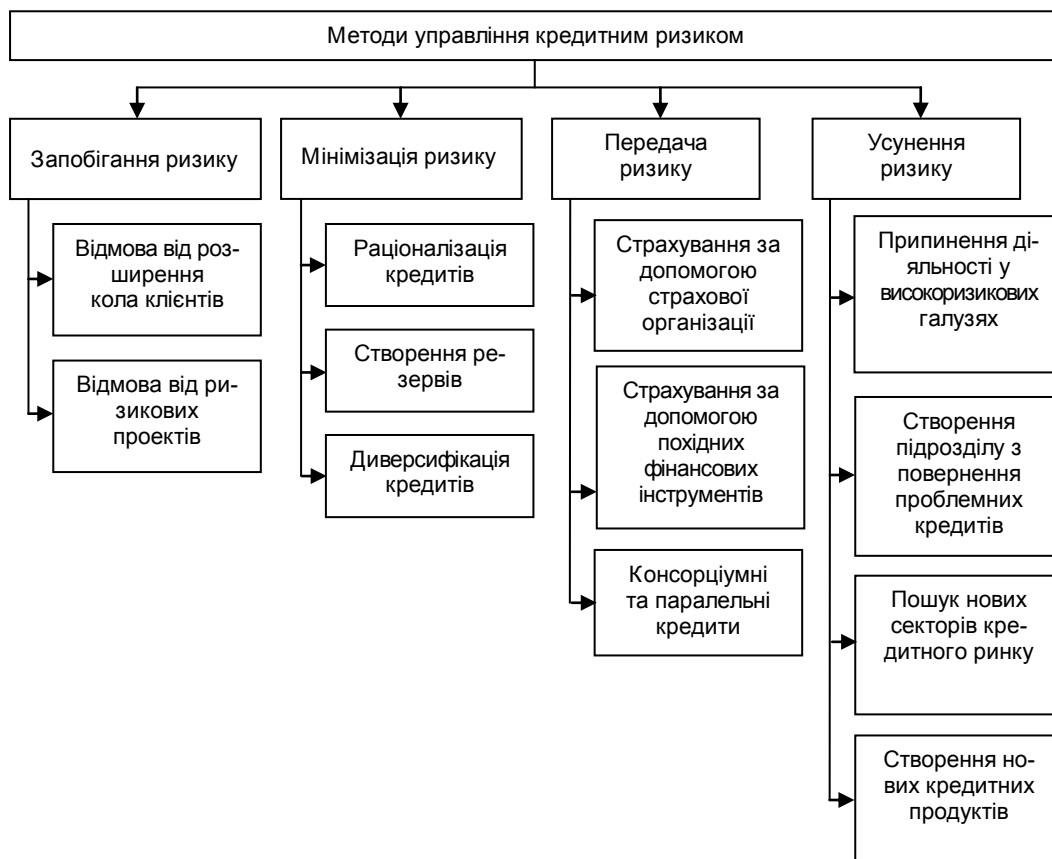 Методи управління кредитним ризиком
Запобігання ризику
Відмова від роз-
ширення
кола клієнтів
Відмова від ри-
зикових
проектів
Мінімізація ризику
Раціоналізація
кредитів
Створення ре-
зервів
Диверсифікація
кредитів
Передача
ризику
Страхування за
допомогою
страхової
організації
Страхування за
допомогою
похідних
фінансових
інструментів
Консорціумні
та паралельні
кредити
Усунення
ризику
Припинення ді-
яльності у
високоризикових
галузях
Створення
підрозділу з
повернення
проблемних
кредитів
Пошук нових
секторів кре-
дитного ринку
Створення но-
вих кредитних
продуктів